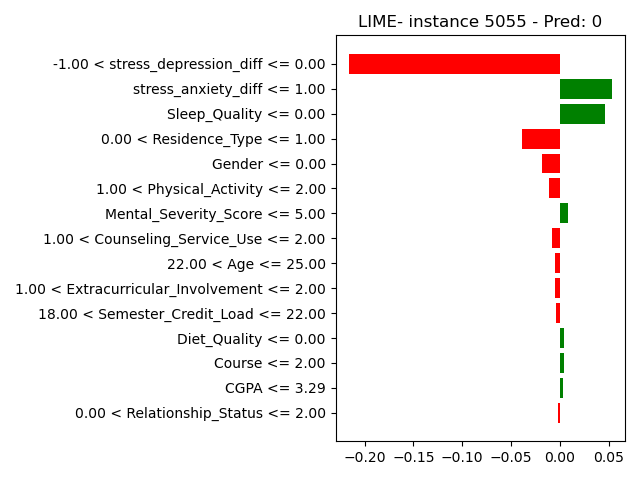 LIME- instance 5055 - Pred: 0
-1.00 < stress_depression_diff <= 0.00
stress_anxiety_diff <= 1.00
Sleep_Quality <= 0.00
0.00 < Residence_Type <= 1.00
Gender <= 0.00
1.00 < Physical_Activity <= 2.00
Mental_Severity_Score <= 5.00
1.00 < Counseling_Service_Use <= 2.00
22.00 < Age <= 25.00
1.00 < Extracurricular_Involvement <= 2.00
18.00 < Semester_Credit_Load <= 22.00
Diet_Quality <= 0.00
Course <= 2.00
CGPA <= 3.29
0.00 < Relationship_Status <= 2.00
−0.20 −0.15 −0.10 −0.05 0.00 0.05